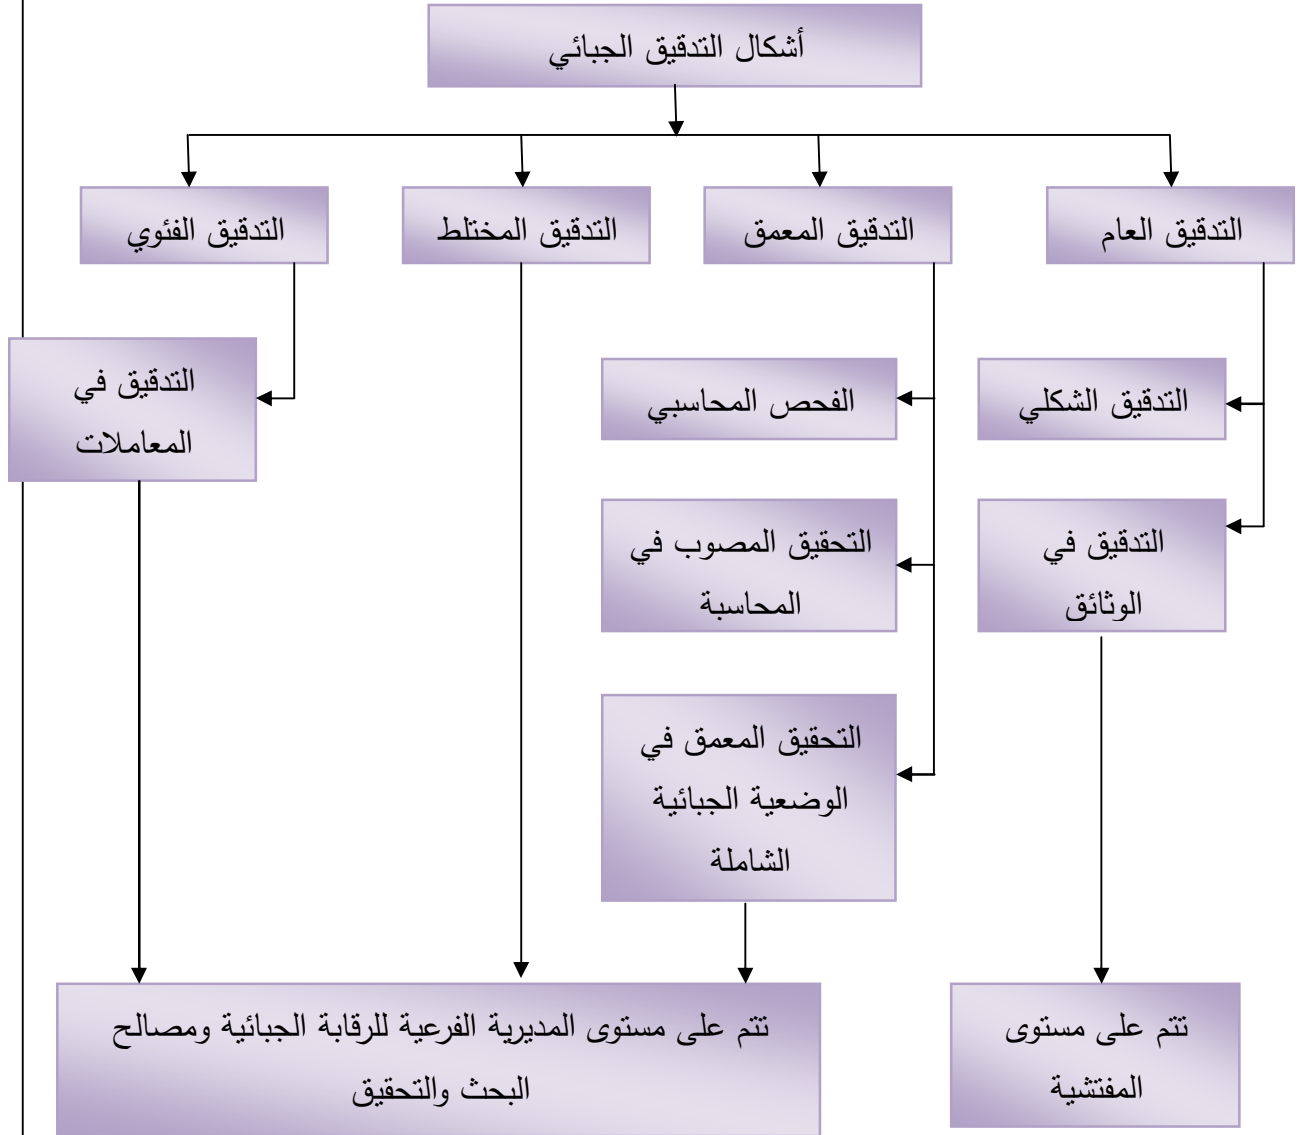 أشكال التدقيق الجبائي
التدقيق العام
التدقيق المعمق
التدقيق المختلط
التدقيق الفئوي
التدقيق الشكلي
التدقيق في
الوثائق
الفحص المحاسبي
التحقيق المصوب في
المحاسبة
التحقيق المعمق في
الوضعية الجبائية
الشاملة
التدقيق في
المعاملات
تتم على مستوى
المفتشية
تتم على مستوى المديرية الفرعية للرقابة الجبائية ومصالح
البحث والتحقيق